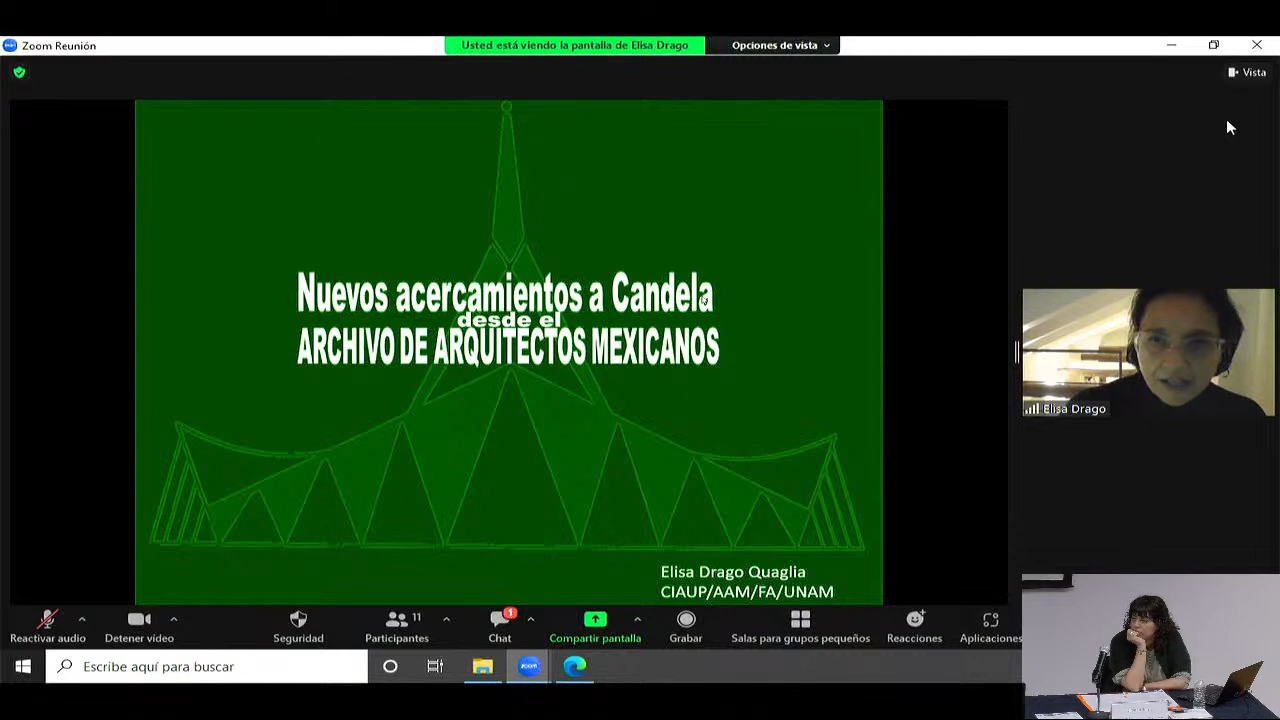 Zoom Reunión
Usted está viendo la pantalla de Elisa Drago
Opciones de vista
Vista
Nuevos acercamientos a Candela
desde el
ARCHIVO DE ARQUITECTOS MEXICANOS
Elisa Drago
Elisa Drago Quaglia
CIAUP/AAM/FA/UNAM
11
1
Reactivar audio
Detener vídeo
Seguridad
Participantes
Chat
Compartir pantalla
Grabar
Salas para grupos pequeños
Reacciones
Aplicaciones
Escribe aquí para buscar
zoom